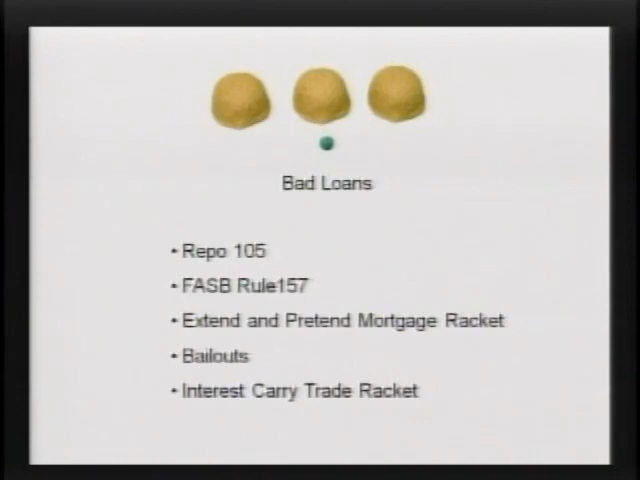 Bad Loans
• Repo 105
• FASB Rule157
• Extend and Pretend Mortgage Racket
• Bailouts
• Interest Carry Trade Racket